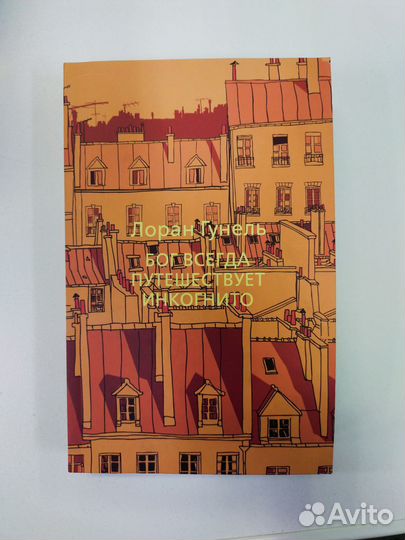 Лоран Гунель
БОГ ВСЕГДА
ПУТЕШЕСТВУЕТ
ИНКОГНИТО
Avito